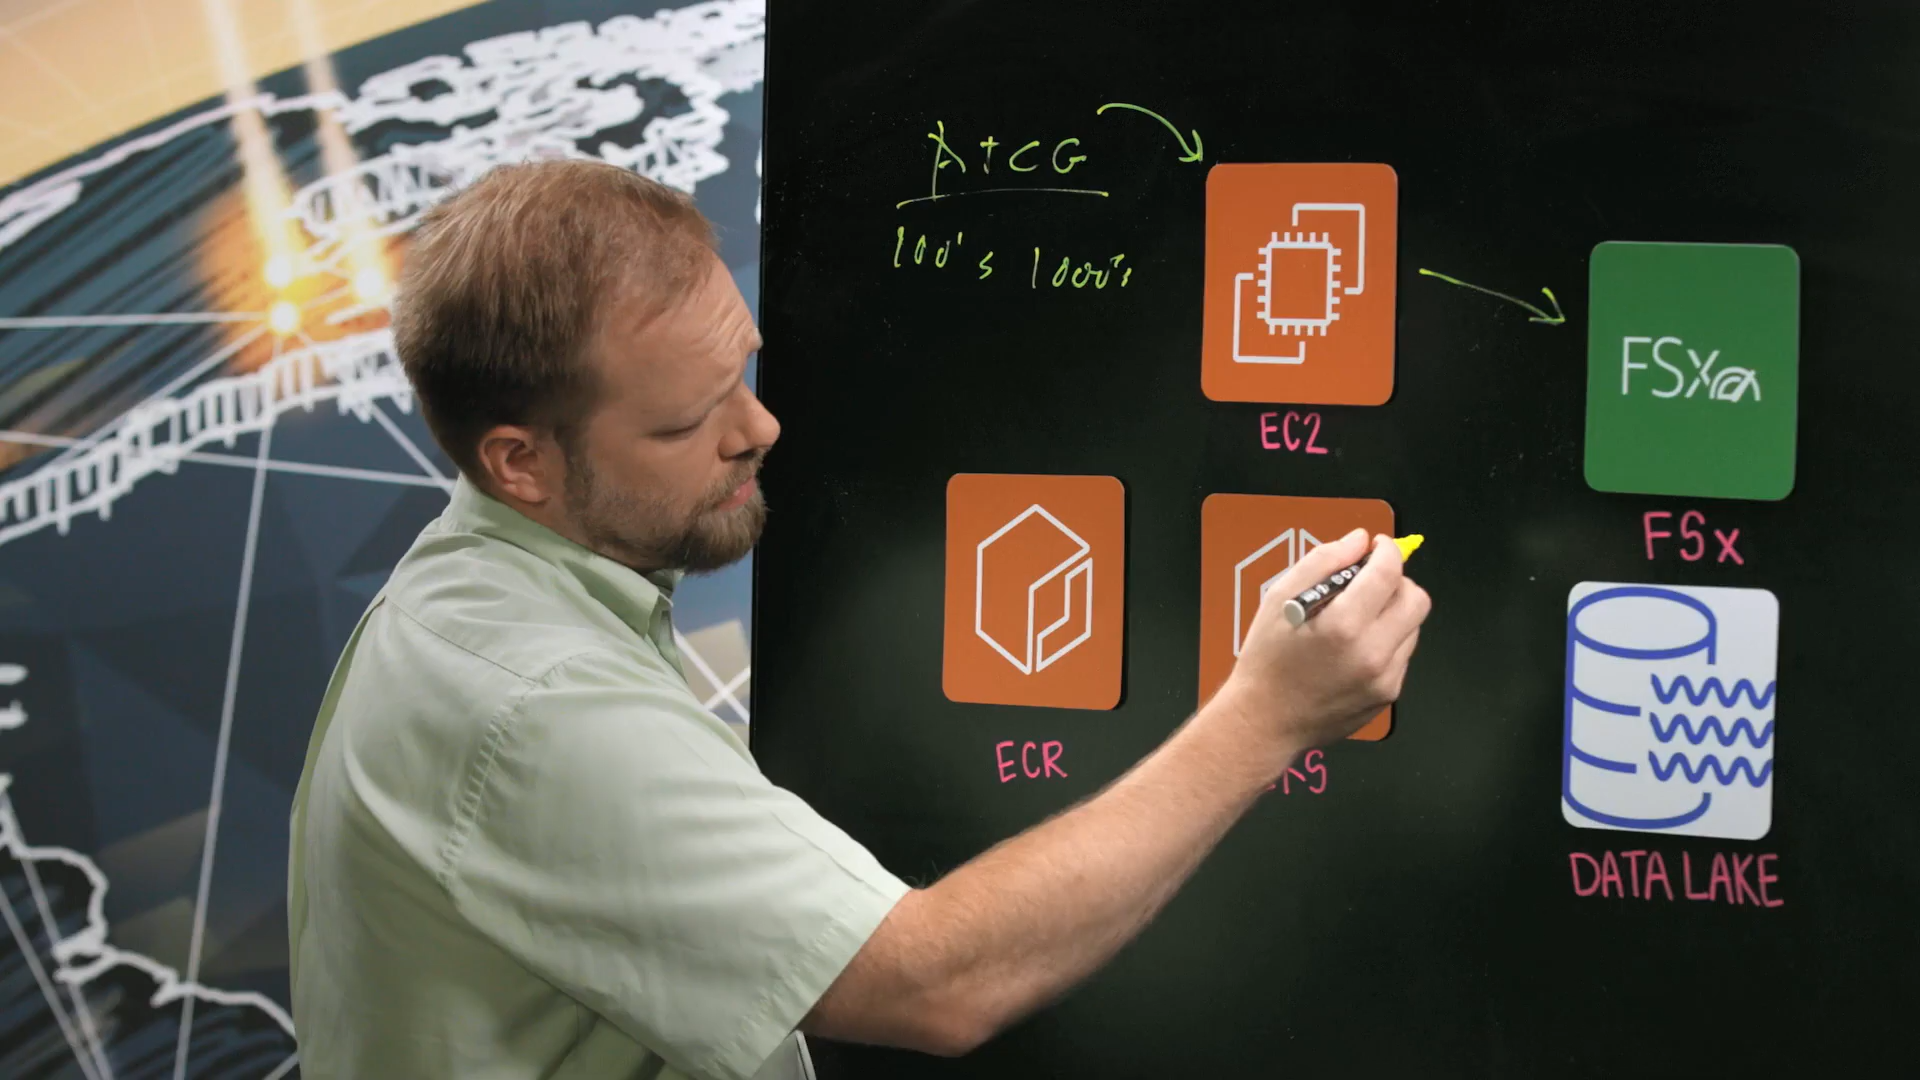 ATCG
100's 1000's
EC2
FSx
FSx
ECR
DATA LAKE